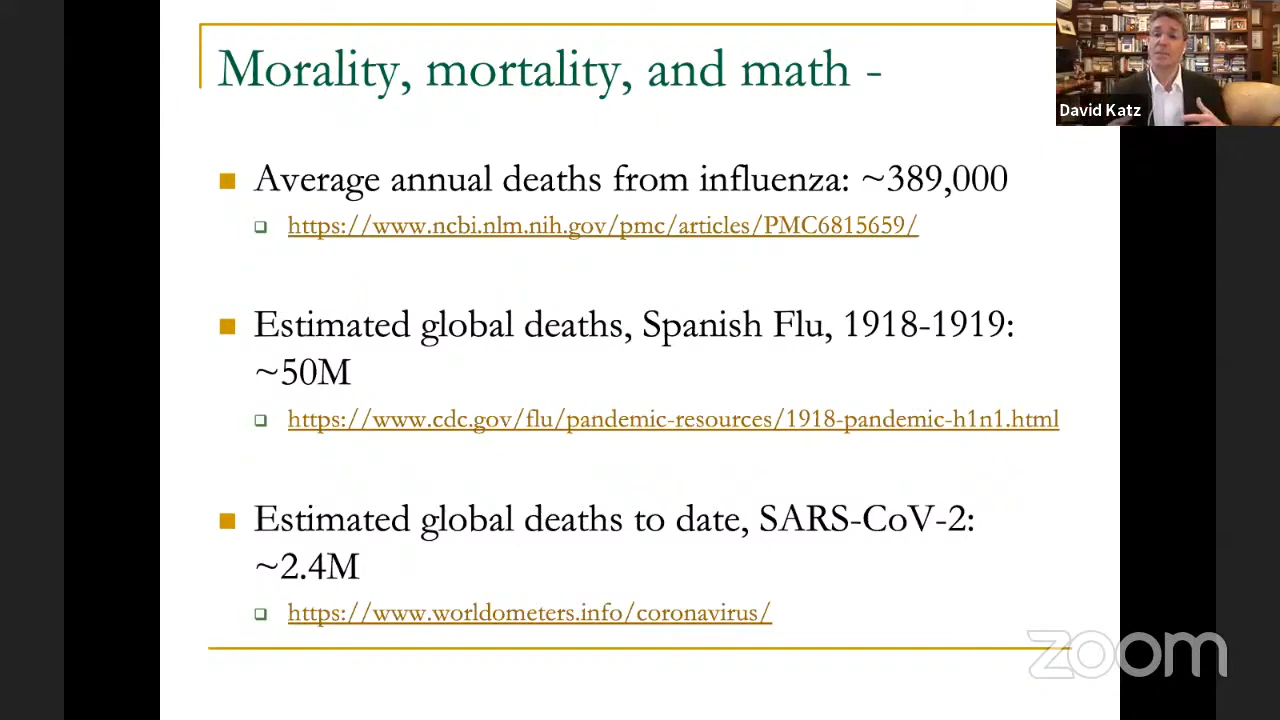 Morality, mortality, and math -
David Katz
Average annual deaths from influenza: ~389,000
https://www.ncbi.nlm.nih.gov/pmc/articles/PMC6815659/
Estimated global deaths, Spanish Flu, 1918-1919:
~50M
https://www.cdc.gov/flu/pandemic-resources/1918-pandemic-h1n1.html
Estimated global deaths to date, SARS-CoV-2:
~2.4M
https://www.worldometers.info/coronavirus/
zoom